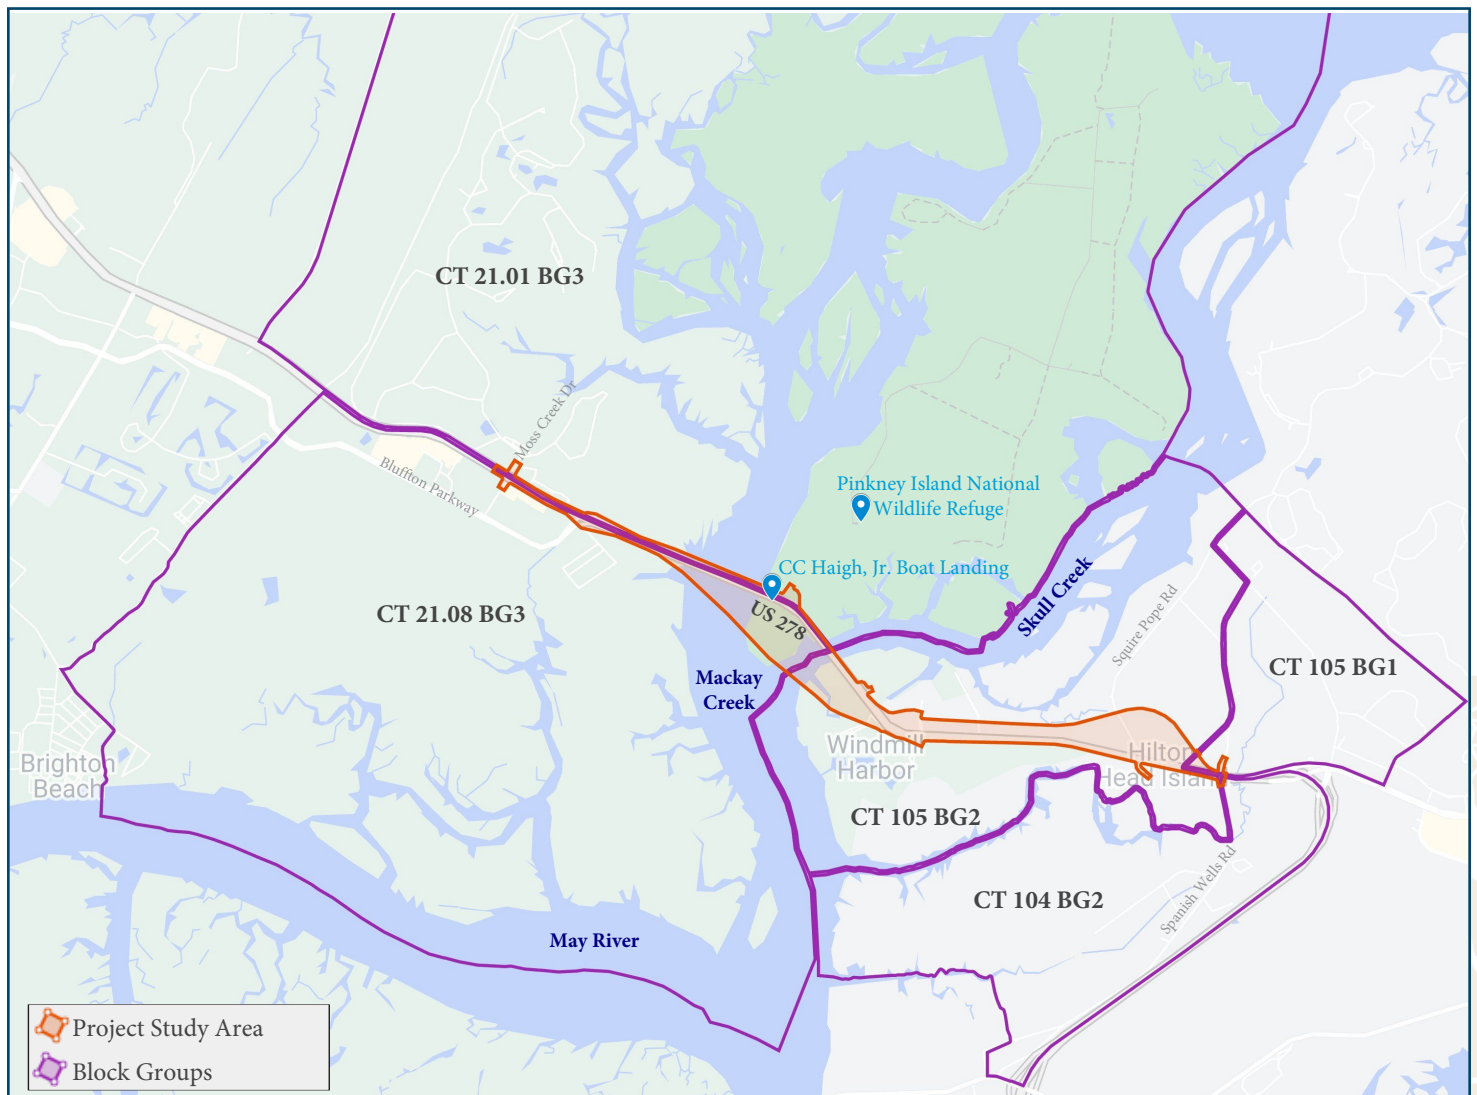 CT 21.01 BG3
Moss Creek Dr
Bluffton Parkway
Pinkney Island National
Wildlife Refuge
CC Haigh, Jr. Boat Landing
US 278
Skull Creek
Squire Pope Rd
CT 21.08 BG3
CT 105 BG1
Mackay
Creek
Windmill
Harbor
Hilton
Head Island
Brighton
Beach
CT 105 BG2
CT 104 BG2
Spanish Wells Rd
May River
Project Study Area
Block Groups